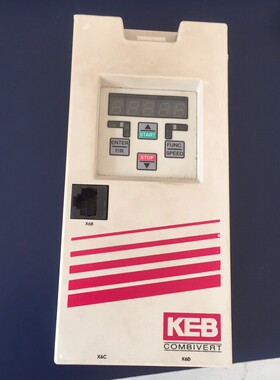 START
ENTER
F/R
FUNC.
SPEED
STOP
X6B
KEB
COMBIVERT
X6C
X6D